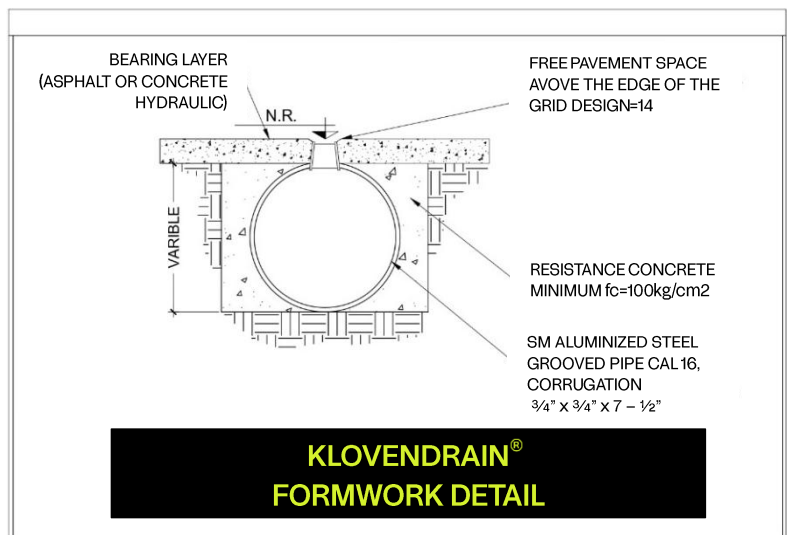 BEARING LAYER
(ASPHALT OR CONCRETE
HYDRAULIC)
FREE PAVEMENT SPACE
AVOVE THE EDGE OF THE
GRID DESIGN=14
N.R.
VARIBLE
RESISTANCE CONCRETE
MINIMUM fc=100kg/cm2
SM ALUMINIZED STEEL
GROOVED PIPE CAL 16,
CORRUGATION
¾” x ¾” x 7 – ½”
KLOVENDRAIN®
FORMWORK DETAIL